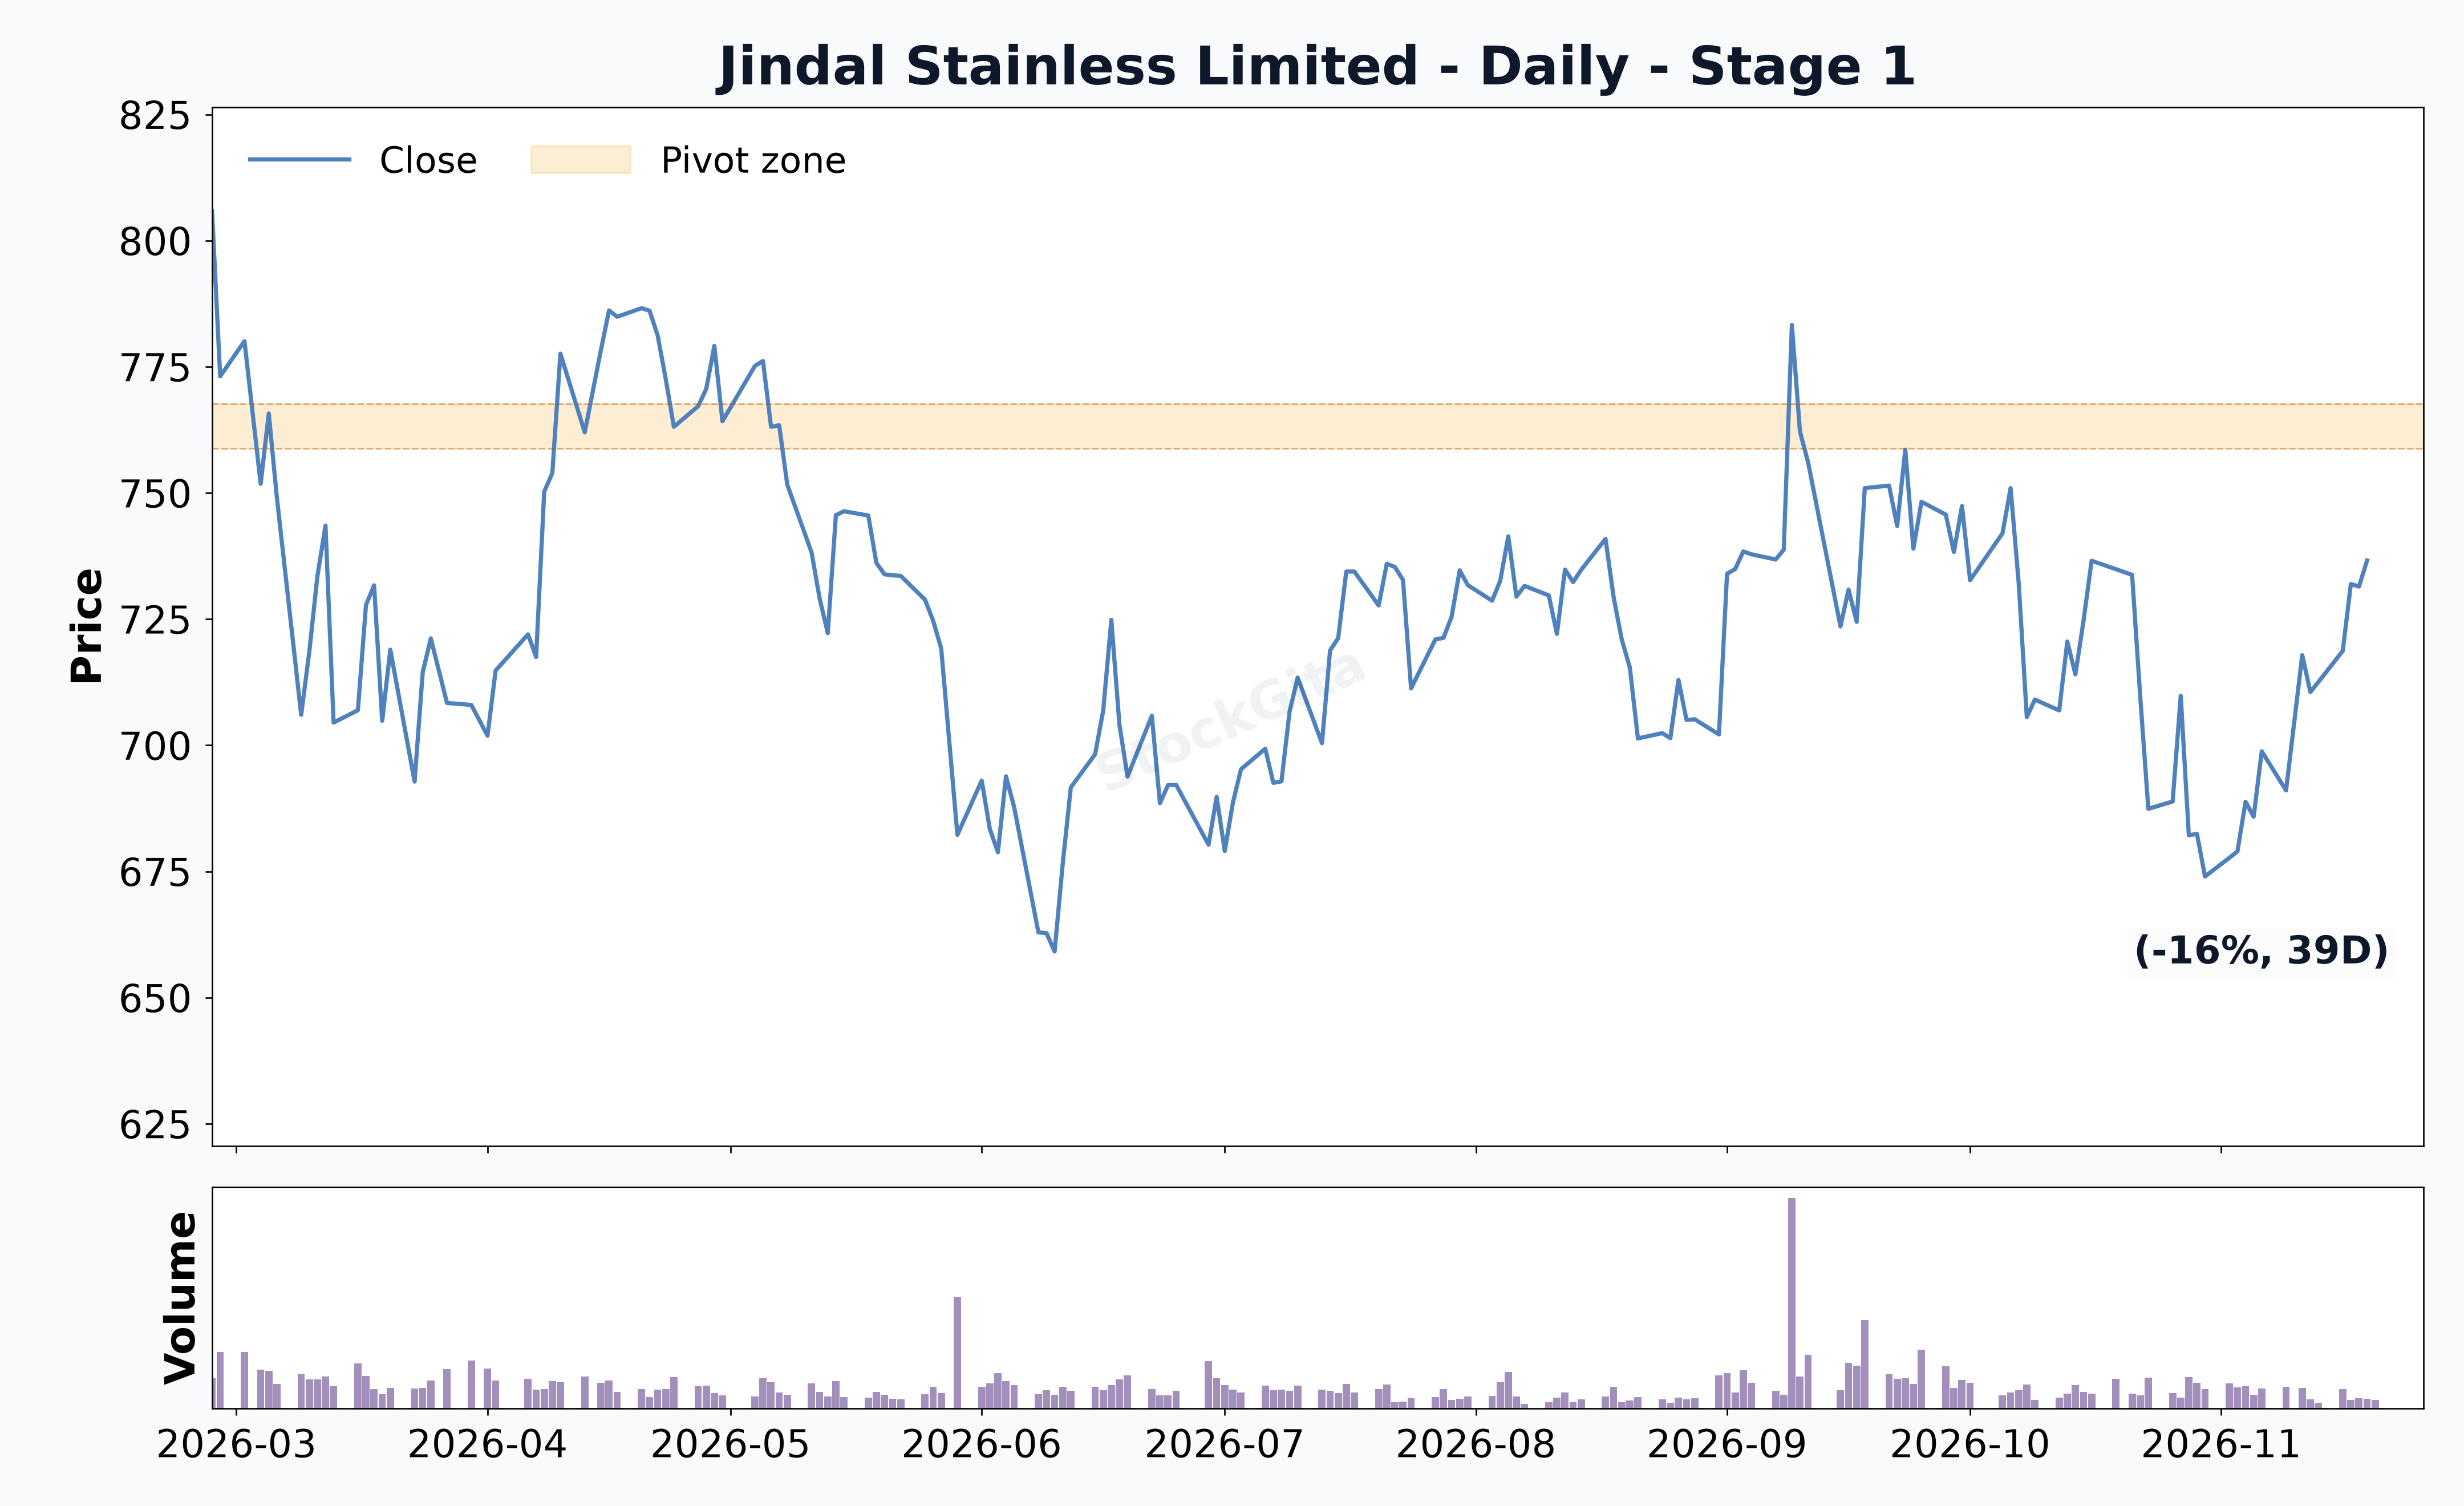 Jindal Stainless Limited - Daily - Stage 1
Close
Pivot zone
825
800
775
750
725
700
675
650
625
Price
StockGita
(-16%, 39D)
Volume
2026-03
2026-04
2026-05
2026-06
2026-07
2026-08
2026-09
2026-10
2026-11